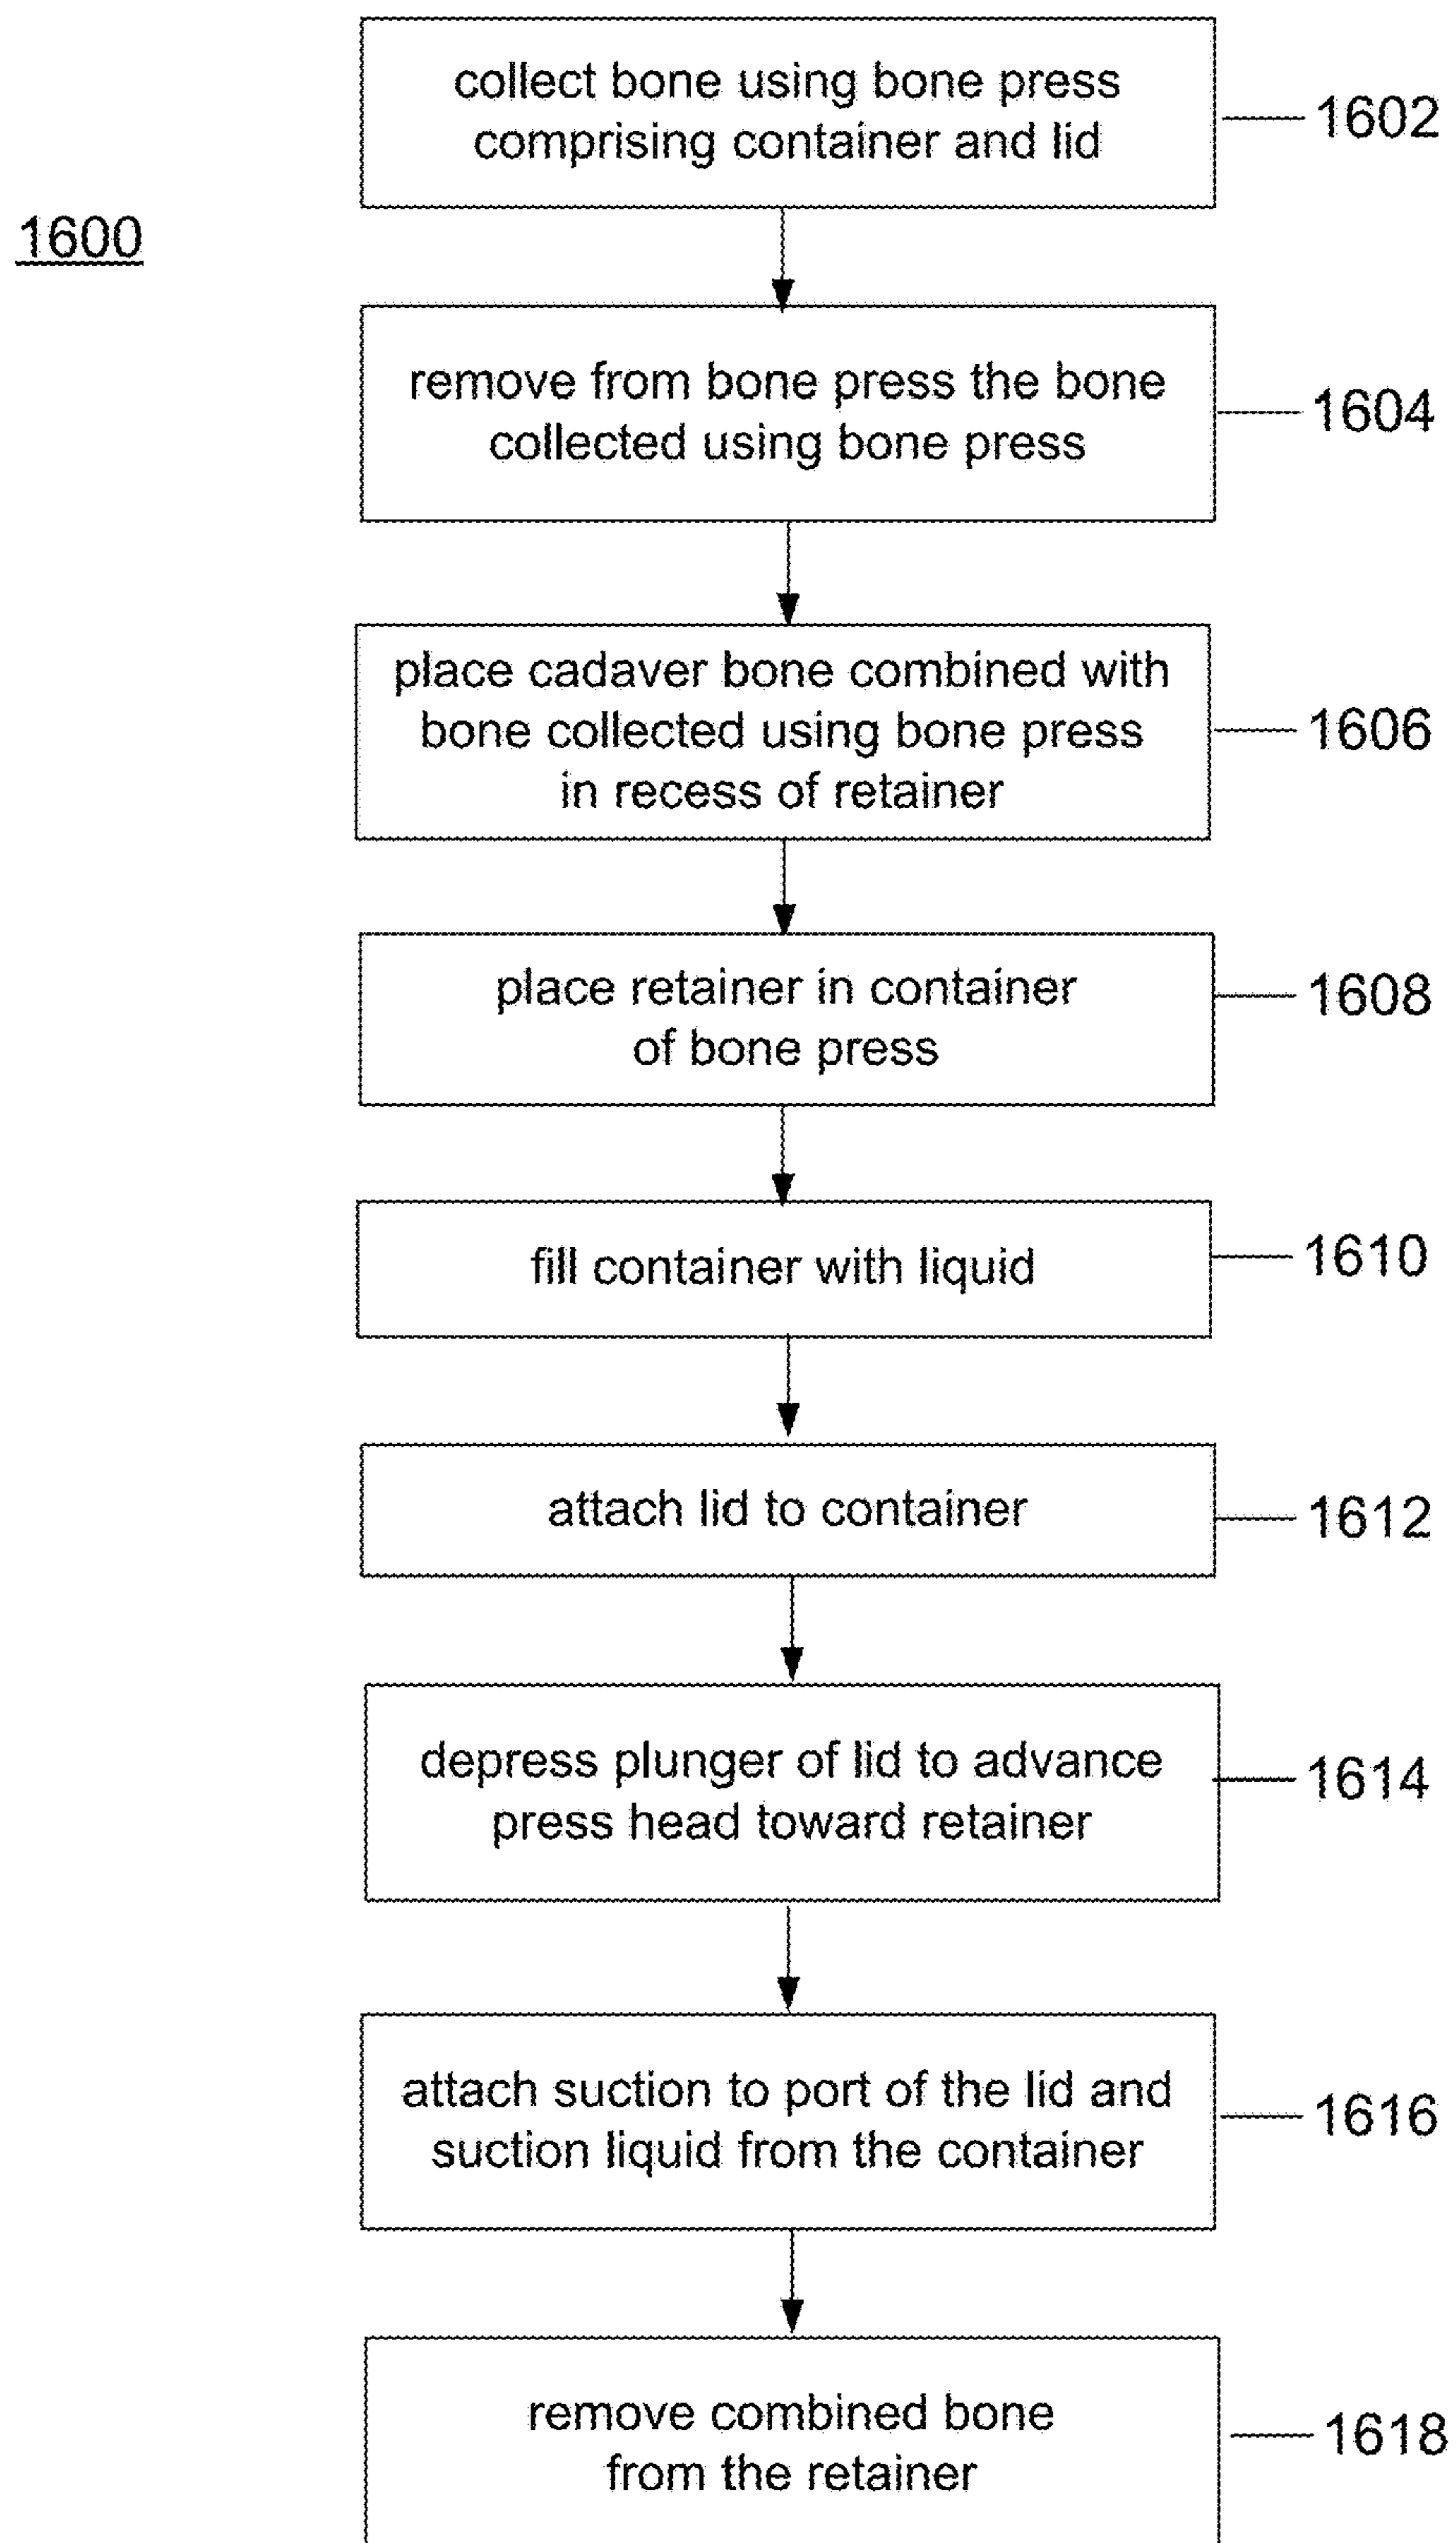 collect bone using bone press
comprising container and lid
1602
1600
remove from bone press the bone
collected using bone press
1604
place cadaver bone combined with
bone collected using bone press
in recess of retainer
1606
place retainer in container
of bone press
1608
fill container with liquid
1610
attach lid to container
1612
depress plunger of lid to advance
press head toward retainer
1614
attach suction to port of the lid and
suction liquid from the container
1616
remove combined bone
from the retainer
1618